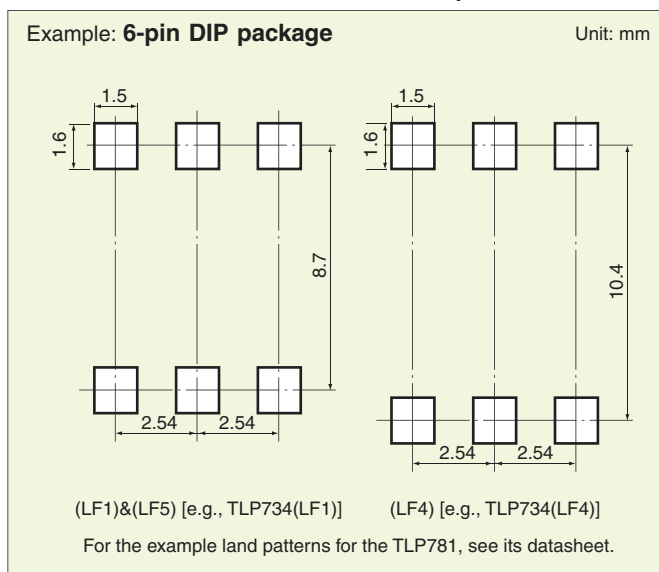 Example: 6-pin DIP package
Unit: mm
1.5
1.6
8.7
2.54
2.54
(LF1)&(LF5) [e.g., TLP734(LF1)]
1.5
1.6
10.4
2.54
2.54
(LF4) [e.g., TLP734(LF4)]
For the example land patterns for the TLP781, see its datasheet.